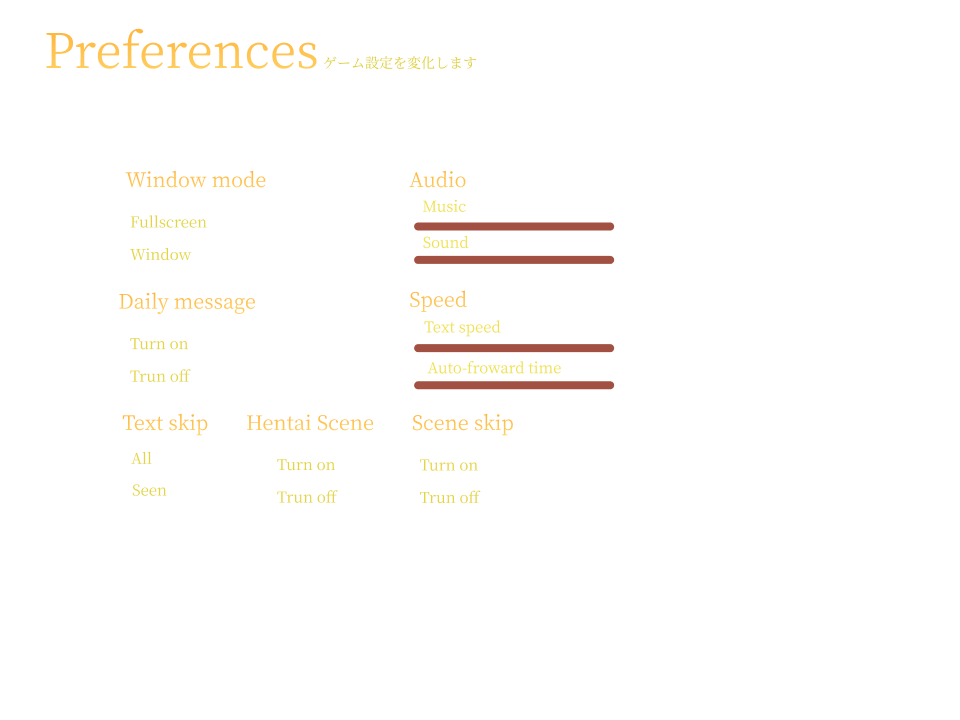 Preferences ゲーム設定を変化します
Window mode
Fullscreen
Window
Audio
Music
Sound
Daily message
Turn on
Trun off
Speed
Text speed
Auto-froward time
Text skip
All
Seen
Hentai Scene
Turn on
Trun off
Scene skip
Turn on
Trun off